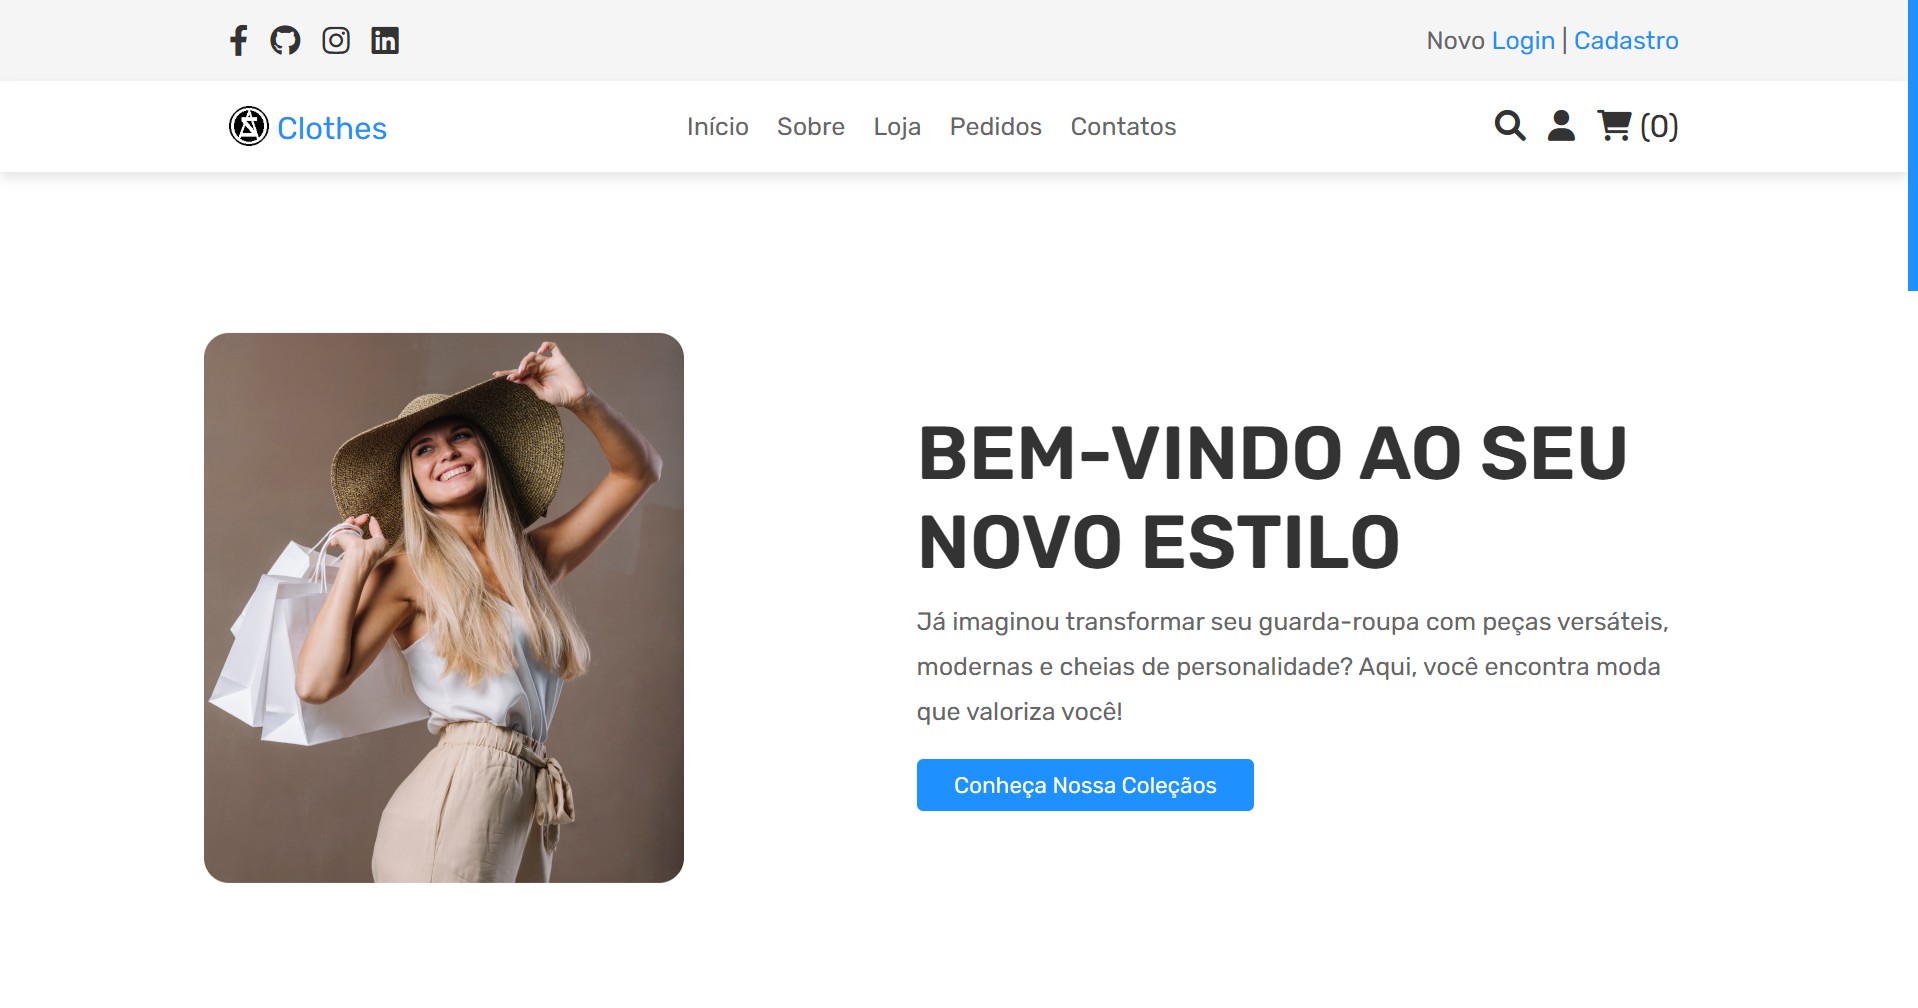 Novo Login | Cadastro
Clothes
Início Sobre Loja Pedidos Contatos
(0)
BEM-VINDO AO SEU
NOVO ESTILO
Já imaginou transformar seu guarda-roupa com peças versáteis,
modernas e cheias de personalidade? Aqui, você encontra moda
que valoriza você!
Conheça Nossa Coleçãos